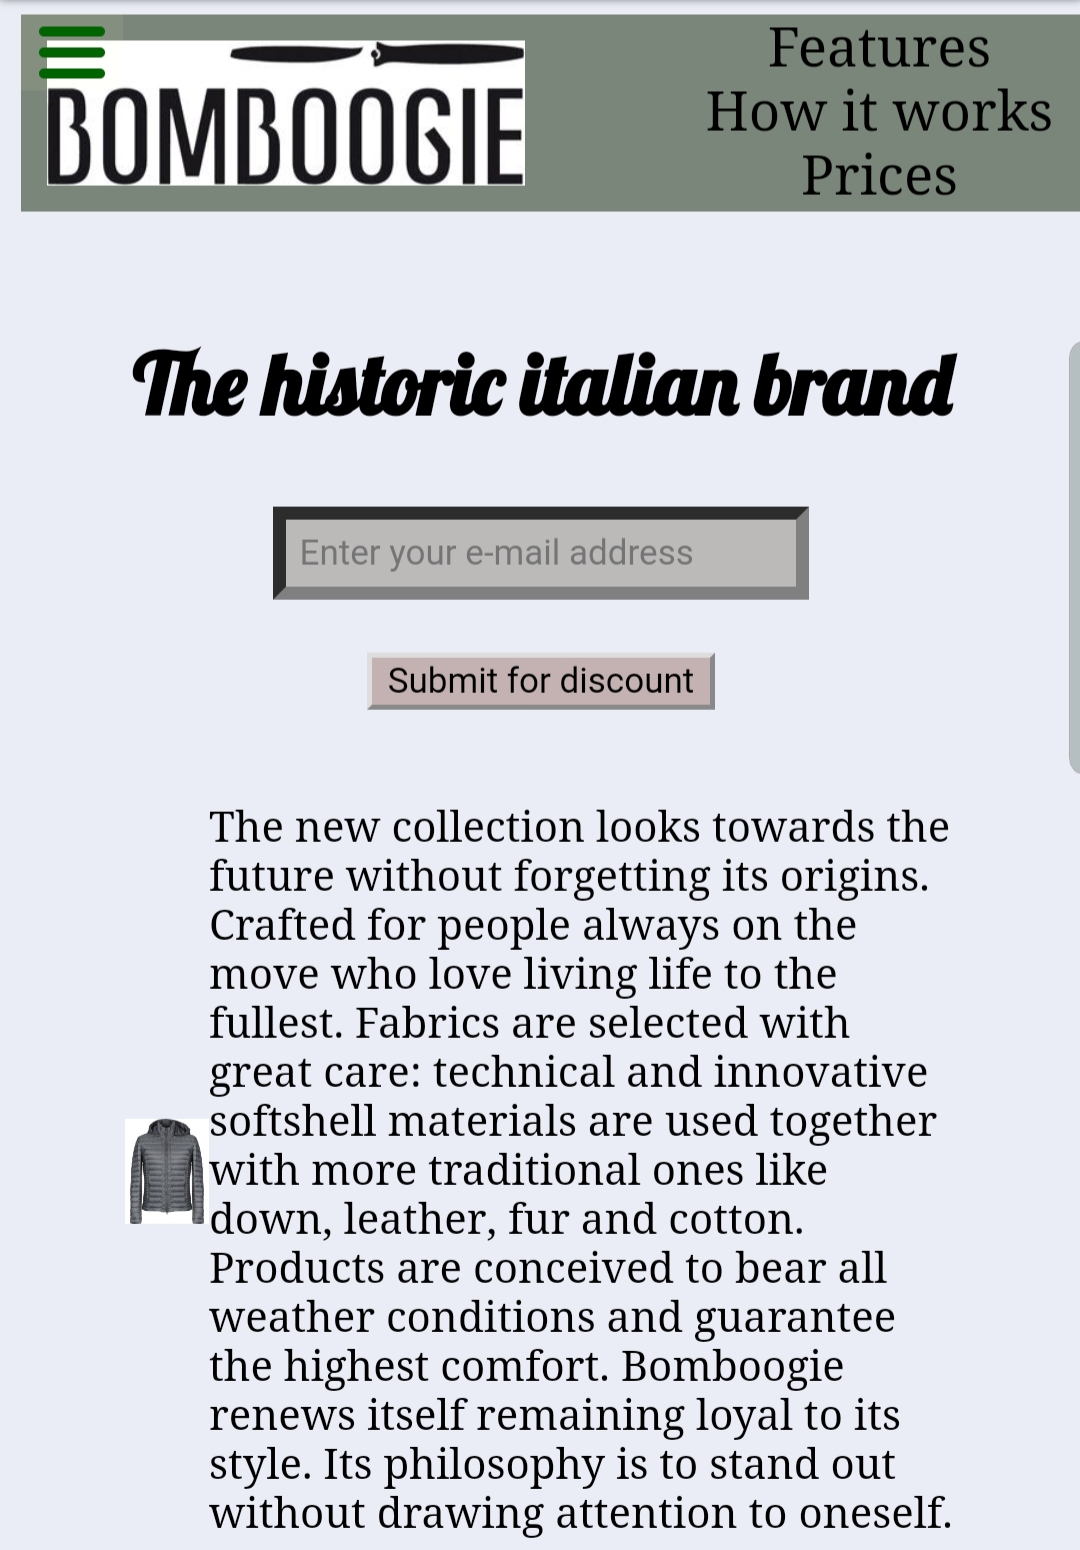 BOMBOOGIE
Features
How it works
Prices
The historic italian brand
Enter your e-mail address
Submit for discount
The new collection looks towards the
future without forgetting its origins.
Crafted for people always on the
move who love living life to the
fullest. Fabrics are selected with
great care: technical and innovative
softshell materials are used together
with more traditional ones like
down, leather, fur and cotton.
Products are conceived to bear all
weather conditions and guarantee
the highest comfort. Bomboogie
renews itself remaining loyal to its
style. Its philosophy is to stand out
without drawing attention to oneself.